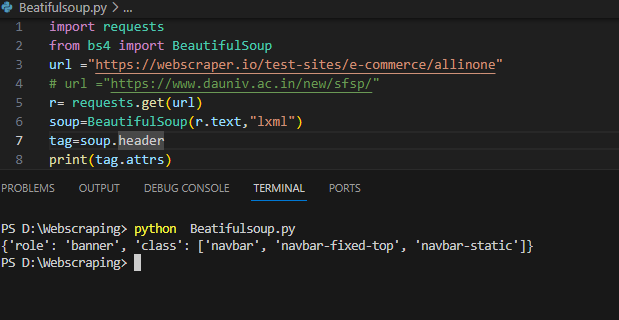 Beatifulsoup.py > ...
1 import requests
2 from bs4 import BeautifulSoup
3 url ="https://webscraper.io/test-sites/e-commerce/allinone"
4 # url ="https://www.dauniv.ac.in/new/sfsp/"
5 r= requests.get(url)
6 soup=BeautifulSoup(r.text,"lxml")
7 tag=soup.header
8 print(tag.attrs)
PROBLEMS OUTPUT DEBUG CONSOLE TERMINAL PORTS
PS D:\Webscraping> python  Beatifulsoup.py
{'role': 'banner', 'class': ['navbar', 'navbar-fixed-top', 'navbar-static']}
PS D:\Webscraping>